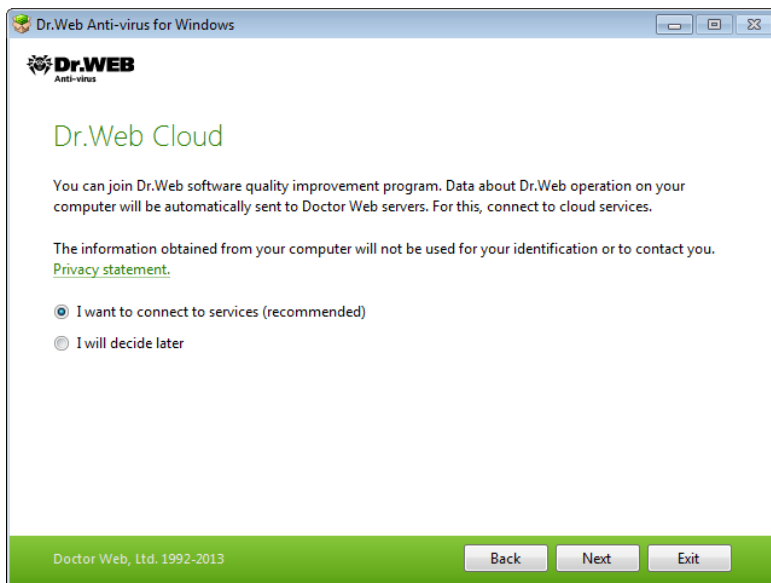 Dr.Web Anti-virus for Windows
Dr.WEB
Anti-virus
Dr.Web Cloud
You can join Dr.Web software quality improvement program. Data about Dr.Web operation on your
computer will be automatically sent to Doctor Web servers. For this, connect to cloud services.
The information obtained from your computer will not be used for your identification or to contact you.
Privacy statement.
I want to connect to services (recommended)
I will decide later
Doctor Web, Ltd. 1992-2013
Back
Next
Exit